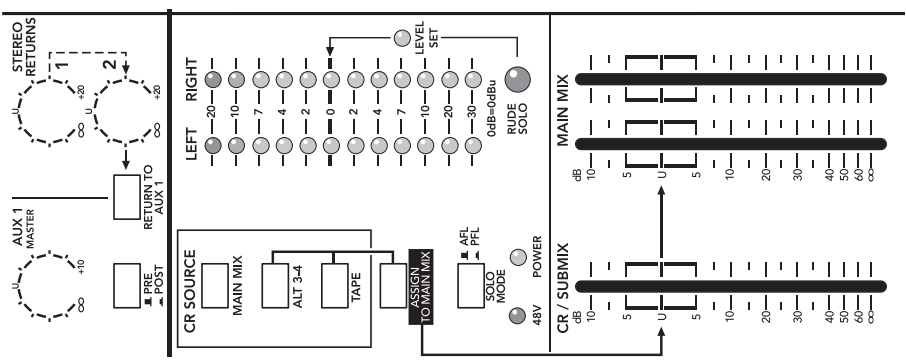 STEREO
RETURNS
1
2
U
+20
∞
U
+20
∞
RETURN TO
AUX 1
AUX 1
MASTER
U
+10
∞
PRE
POST
LEFT
RIGHT
20
10
7
4
2
0
2
4
7
10
20
30
LEVEL
SET
0dB=0dBu
RUDE
SOLO
CR SOURCE
MAIN MIX
ALT 3-4
TAPE
ASSIGN
TO MAIN MIX
AFL
PFL
SOLO
MODE
48V
POWER
MAIN MIX
dB
10
5
U
5
10
20
30
40
50
60
∞
CR / SUBMIX
dB
10
5
U
5
10
20
30
40
50
60
∞